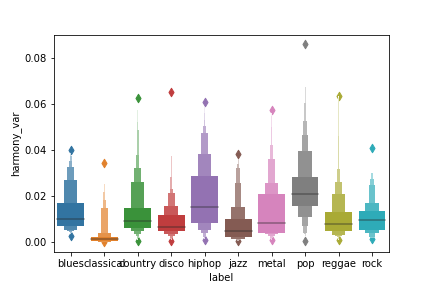 0.08
0.06
0.04
0.02
0.00
harmony_var
blues classical country disco hiphop jazz metal pop reggae rock
label